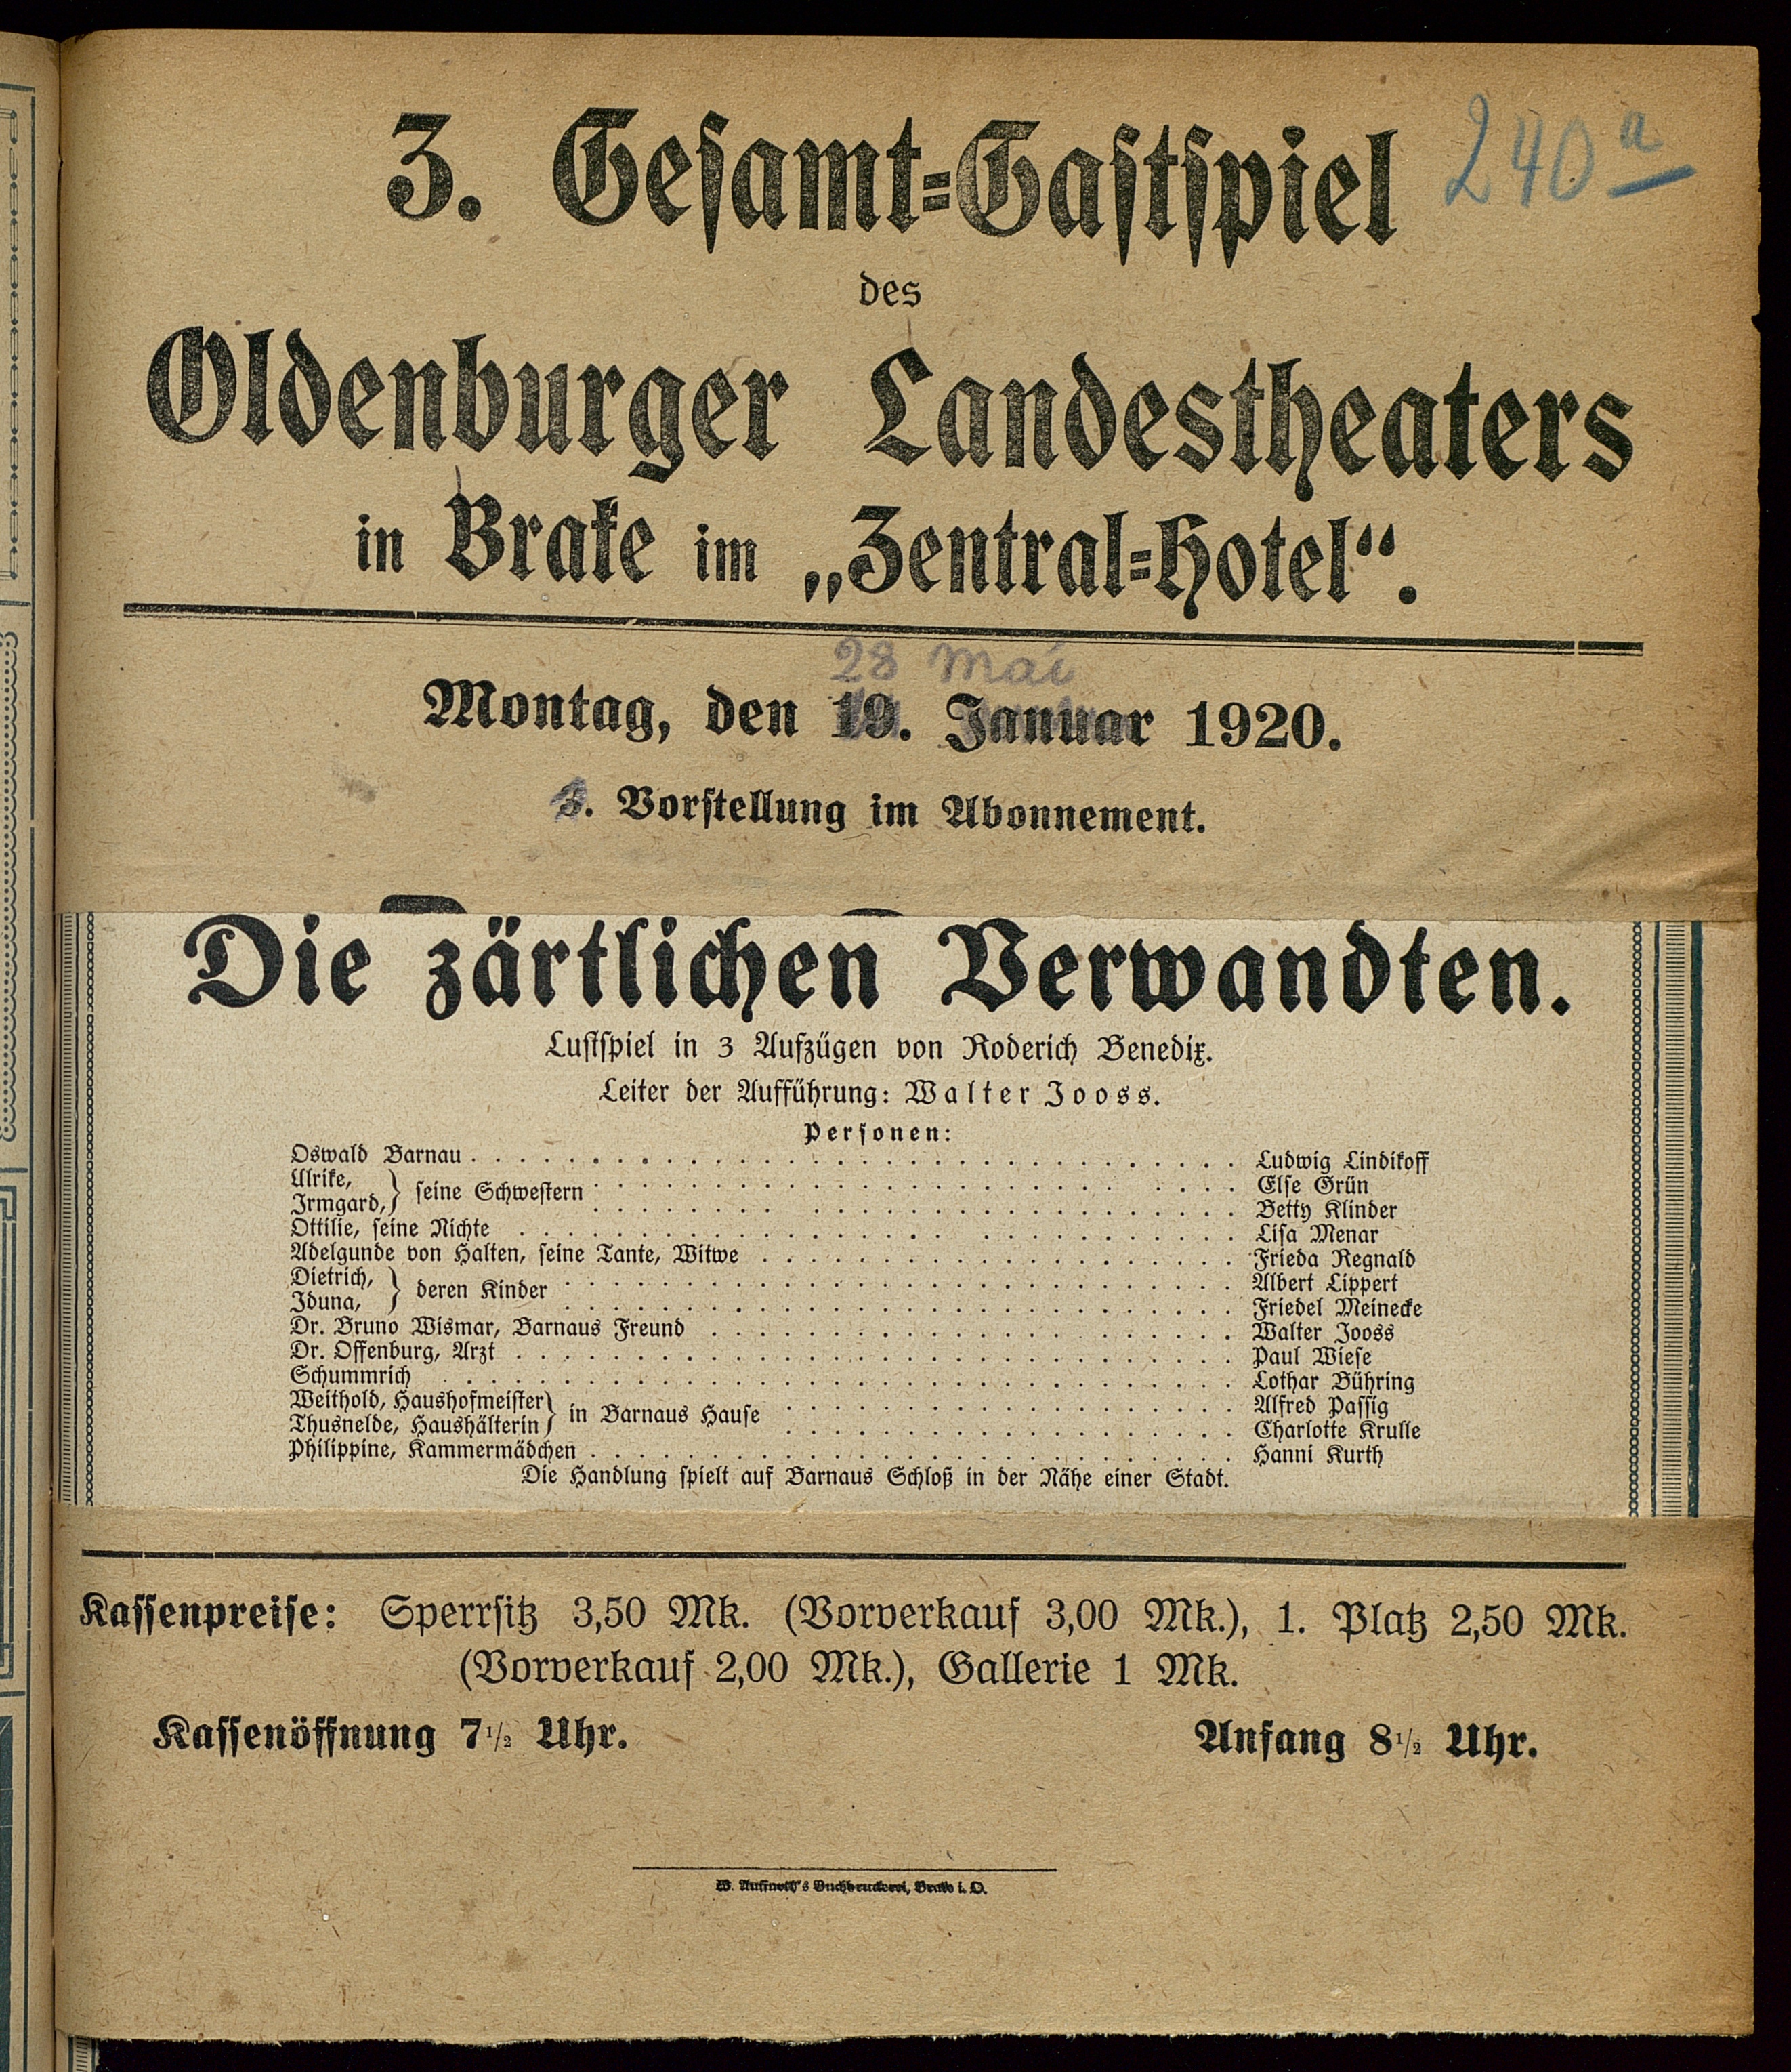 240 a
3. Gesamt-Gastspiel
des
Oldenburger Landestheaters
in Brake im „Zentral-Hotel“.
28 Mai
Montag, den 19. Januar 1920.
3. Vorstellung im Abonnement.
Die zärtlichen Verwandten.
Lustspiel in 3 Aufzügen von Roderich Benedix.
Leiter der Aufführung: Walter Jooss.
Personen:
Oswald Barnau . . . . . Ludwig Lindikoff
Ulrike, } seine Schwestern . . . . . Else Grün
Irmgard, } . . . . . Betty Klinder
Ottilie, seine Nichte . . . . . Lisa Menar
Adelgunde von Halten, seine Tante, Witwe . . . . . Frieda Regnald
Dietrich, } deren Kinder . . . . . Albert Lippert
Iduna, } . . . . . Friedel Meinecke
Dr. Bruno Wismar, Barnaus Freund . . . . . Walter Jooss
Dr. Offenburg, Arzt . . . . . Paul Wiese
Schummrich . . . . . Lothar Bühring
Weithold, Haushofmeister } in Barnaus Hause . . . . . Alfred Passig
Thusnelde, Haushälterin } . . . . . Charlotte Krulle
Philippine, Kammermädchen . . . . . Hanni Kurth
Die Handlung spielt auf Barnaus Schloß in der Nähe einer Stadt.
Kassenpreise: Sperrsitz 3,50 Mk. (Vorverkauf 3,00 Mk.), 1. Platz 2,50 Mk.
(Vorverkauf 2,00 Mk.), Gallerie 1 Mk.
Kassenöffnung 7 1/2 Uhr. Anfang 8 1/2 Uhr.
Buchdruckerei, Brake i. O.